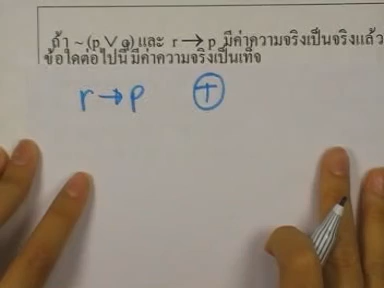 ถ้า ~ (p ∨ q) และ r → p มีค่าความจริงเป็นจริงแล้ว
ข้อใดต่อไปนี้ มีค่าความจริงเป็นเท็จ
r → p T